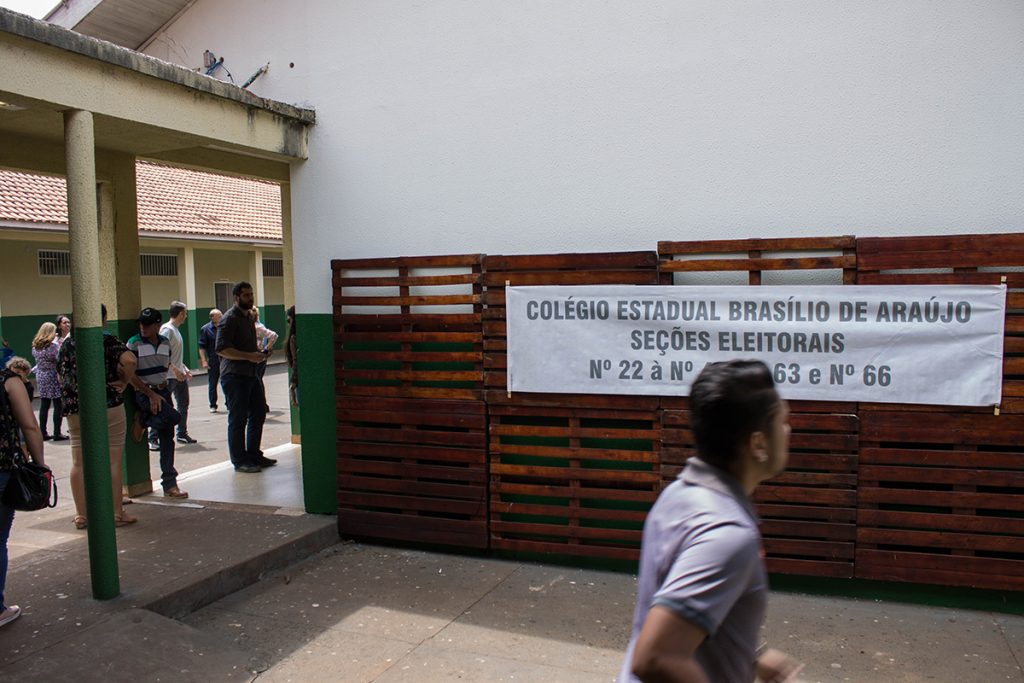 COLÉGIO ESTADUAL BRASÍLIO DE ARAÚJO
SEÇÕES ELEITORAIS
Nº 22 à Nº 63 e Nº 66